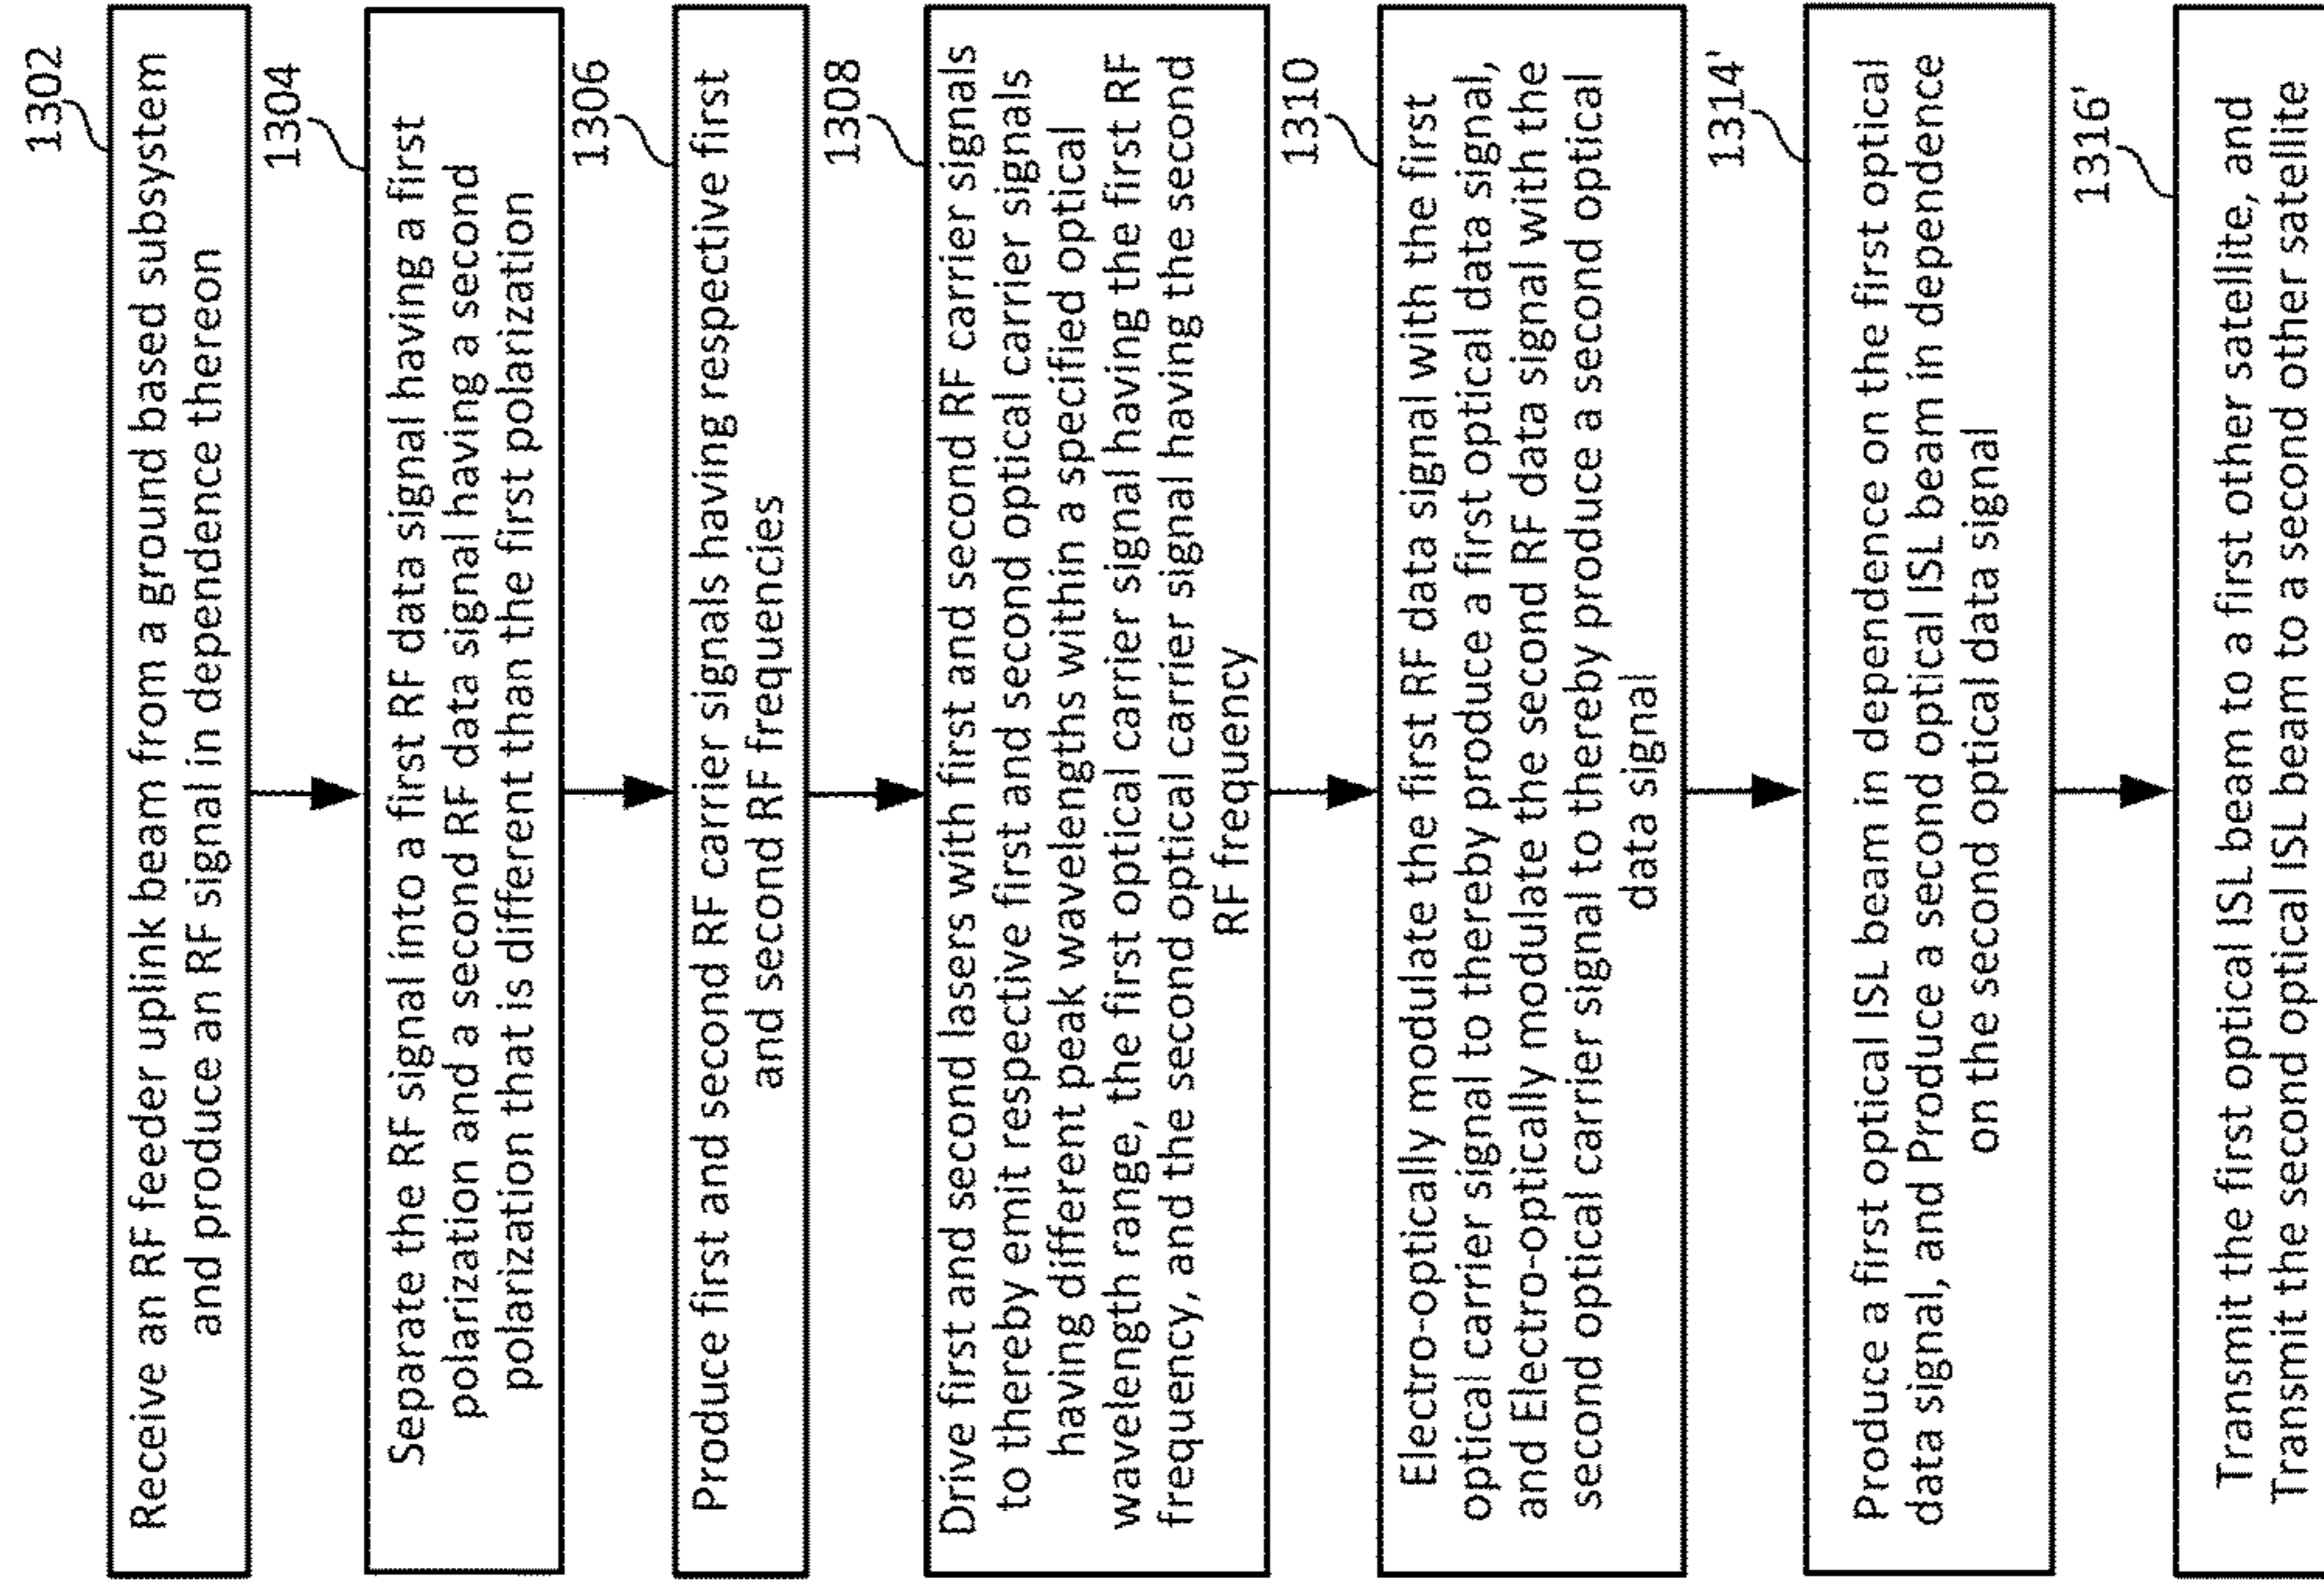 1302
Receive an RF feeder uplink beam from a ground based subsystem
and produce an RF signal in dependence thereon
1304
Separate the RF signal into a first RF data signal having a first
polarization and a second RF data signal having a second
polarization that is different than the first polarization
1306
Produce first and second RF carrier signals having respective first
and second RF frequencies
1308
Drive first and second lasers with first and second RF carrier signals
to thereby emit respective first and second optical carrier signals
having different peak wavelengths within a specified optical
wavelength range, the first optical carrier signal having the first RF
frequency, and the second optical carrier signal having the second
RF frequency
1310
Electro-optically modulate the first RF data signal with the first
optical carrier signal to thereby produce a first optical data signal,
and Electro-optically modulate the second RF data signal with the
second optical carrier signal to thereby produce a second optical
data signal
1314'
Produce a first optical ISL beam in dependence on the first optical
data signal, and Produce a second optical ISL beam in dependence
on the second optical data signal
1316'
Transmit the first optical ISL beam to a first other satellite, and
Transmit the second optical ISL beam to a second other satellite